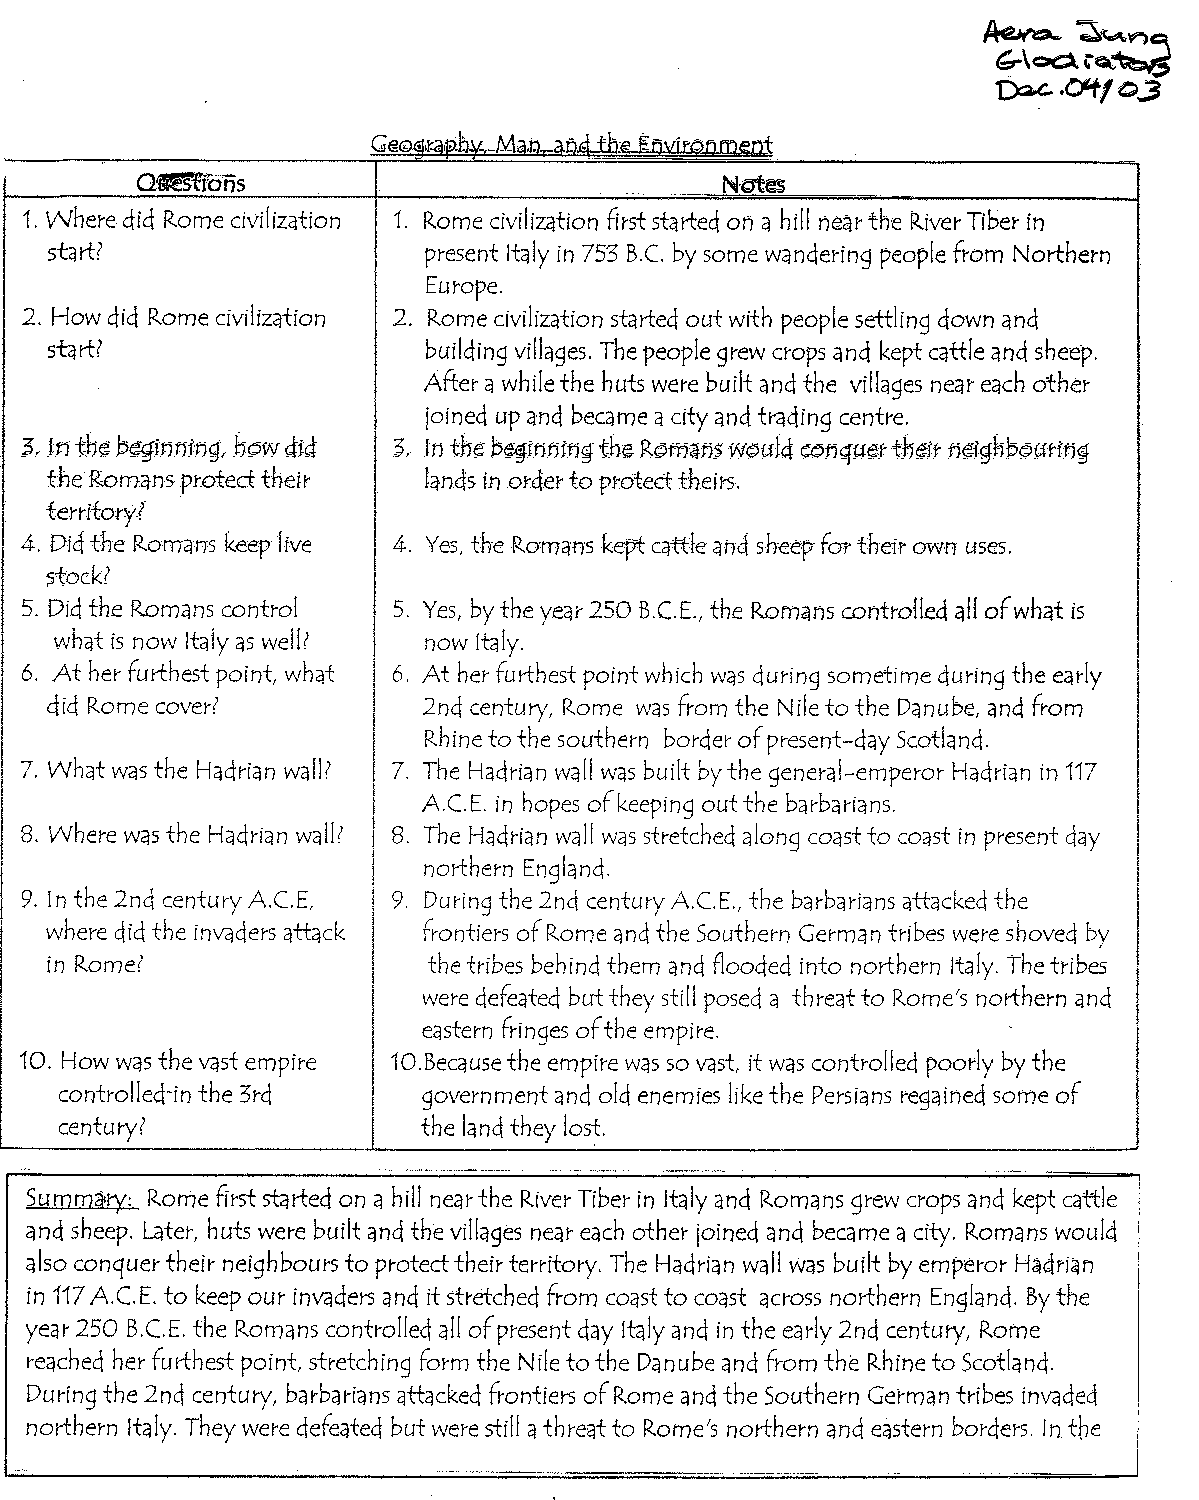 Aera Jung
Gladiators
Dec. 04/03
Geography, Man, and the Environment
Questions
Notes
1. Where did Rome civilization
start?
1. Rome civilization first started on a hill near the River Tiber in
present Italy in 753 B.C. by some wandering people from Northern
Europe.
2. How did Rome civilization
start?
2. Rome civilization started out with people settling down and
building villages. The people grew crops and kept cattle and sheep.
After a while the huts were built and the villages near each other
joined up and became a city and trading centre.
3. In the beginning, how did
the Romans protect their
territory?
3. In the beginning the Romans would conquer their neighbouring
lands in order to protect theirs.
4. Did the Romans keep live
stock?
4. Yes, the Romans kept cattle and sheep for their own uses.
5. Did the Romans control
what is now Italy as well?
5. Yes, by the year 250 B.C.E., the Romans controlled all of what is
now Italy.
6. At her furthest point, what
did Rome cover?
6. At her furthest point which was during sometime during the early
2nd century, Rome was from the Nile to the Danube, and from
Rhine to the southern border of present-day Scotland.
7. What was the Hadrian wall?
7. The Hadrian wall was built by the general-emperor Hadrian in 117
A.C.E. in hopes of keeping out the barbarians.
8. Where was the Hadrian wall?
8. The Hadrian wall was stretched along coast to coast in present day
northern England.
9. In the 2nd century A.C.E,
where did the invaders attack
in Rome?
9. During the 2nd century A.C.E., the barbarians attacked the
frontiers of Rome and the Southern German tribes were shoved by
the tribes behind them and flooded into northern Italy. The tribes
were defeated but they still posed a threat to Rome's northern and
eastern fringes of the empire.
10. How was the vast empire
controlled in the 3rd
century?
10.Because the empire was so vast, it was controlled poorly by the
government and old enemies like the Persians regained some of
the land they lost.
Summary: Rome first started on a hill near the River Tiber in Italy and Romans grew crops and kept cattle
and sheep. Later, huts were built and the villages near each other joined and became a city. Romans would
also conquer their neighbours to protect their territory. The Hadrian wall was built by emperor Hadrian
in 117 A.C.E. to keep our invaders and it stretched from coast to coast across northern England. By the
year 250 B.C.E. the Romans controlled all of present day Italy and in the early 2nd century, Rome
reached her furthest point, stretching form the Nile to the Danube and from the Rhine to Scotland.
During the 2nd century, barbarians attacked frontiers of Rome and the Southern German tribes invaded
northern Italy. They were defeated but were still a threat to Rome's northern and eastern borders. In the